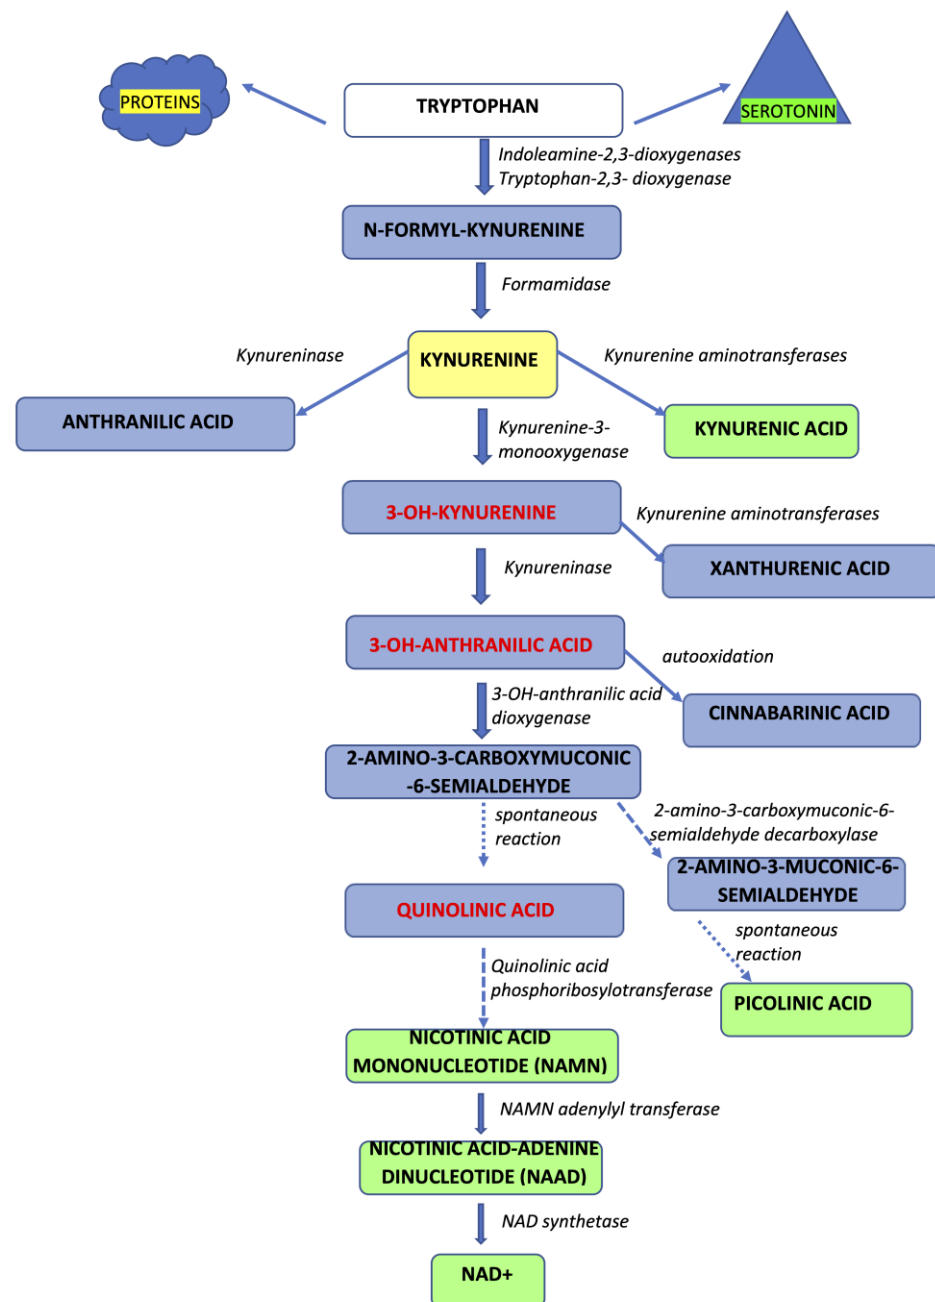 PROTEINS
TRYPTOPHAN
SEROTONIN
Indoleamine-2,3-dioxygenases
Tryptophan-2,3- dioxygenase
N-FORMYL-KYNURENINE
Formamidase
Kynureninase
KYNURENINE
Kynurenine aminotransferases
ANTHRANILIC ACID
Kynurenine-3-
monooxygenase
KYNURENIC ACID
3-OH-KYNURENINE
Kynurenine aminotransferases
Kynureninase
XANTHURENIC ACID
3-OH-ANTHRANILIC ACID
autooxidation
3-OH-anthranilic acid
dioxygenase
CINNABARINIC ACID
2-AMINO-3-CARBOXYMUCONIC
-6-SEMIALDEHYDE
spontaneous
reaction
2-amino-3-carboxymuconic-6-
semialdehyde decarboxylase
2-AMINO-3-MUCONIC-6-
SEMIALDEHYDE
QUINOLINIC ACID
spontaneous
reaction
Quinolinic acid
phosphoribosylotransferase
PICOLINIC ACID
NICOTINIC ACID
MONONUCLEOTIDE (NAMN)
NAMN adenylyl transferase
NICOTINIC ACID-ADENINE
DINUCLEOTIDE (NAAD)
NAD synthetase
NAD+